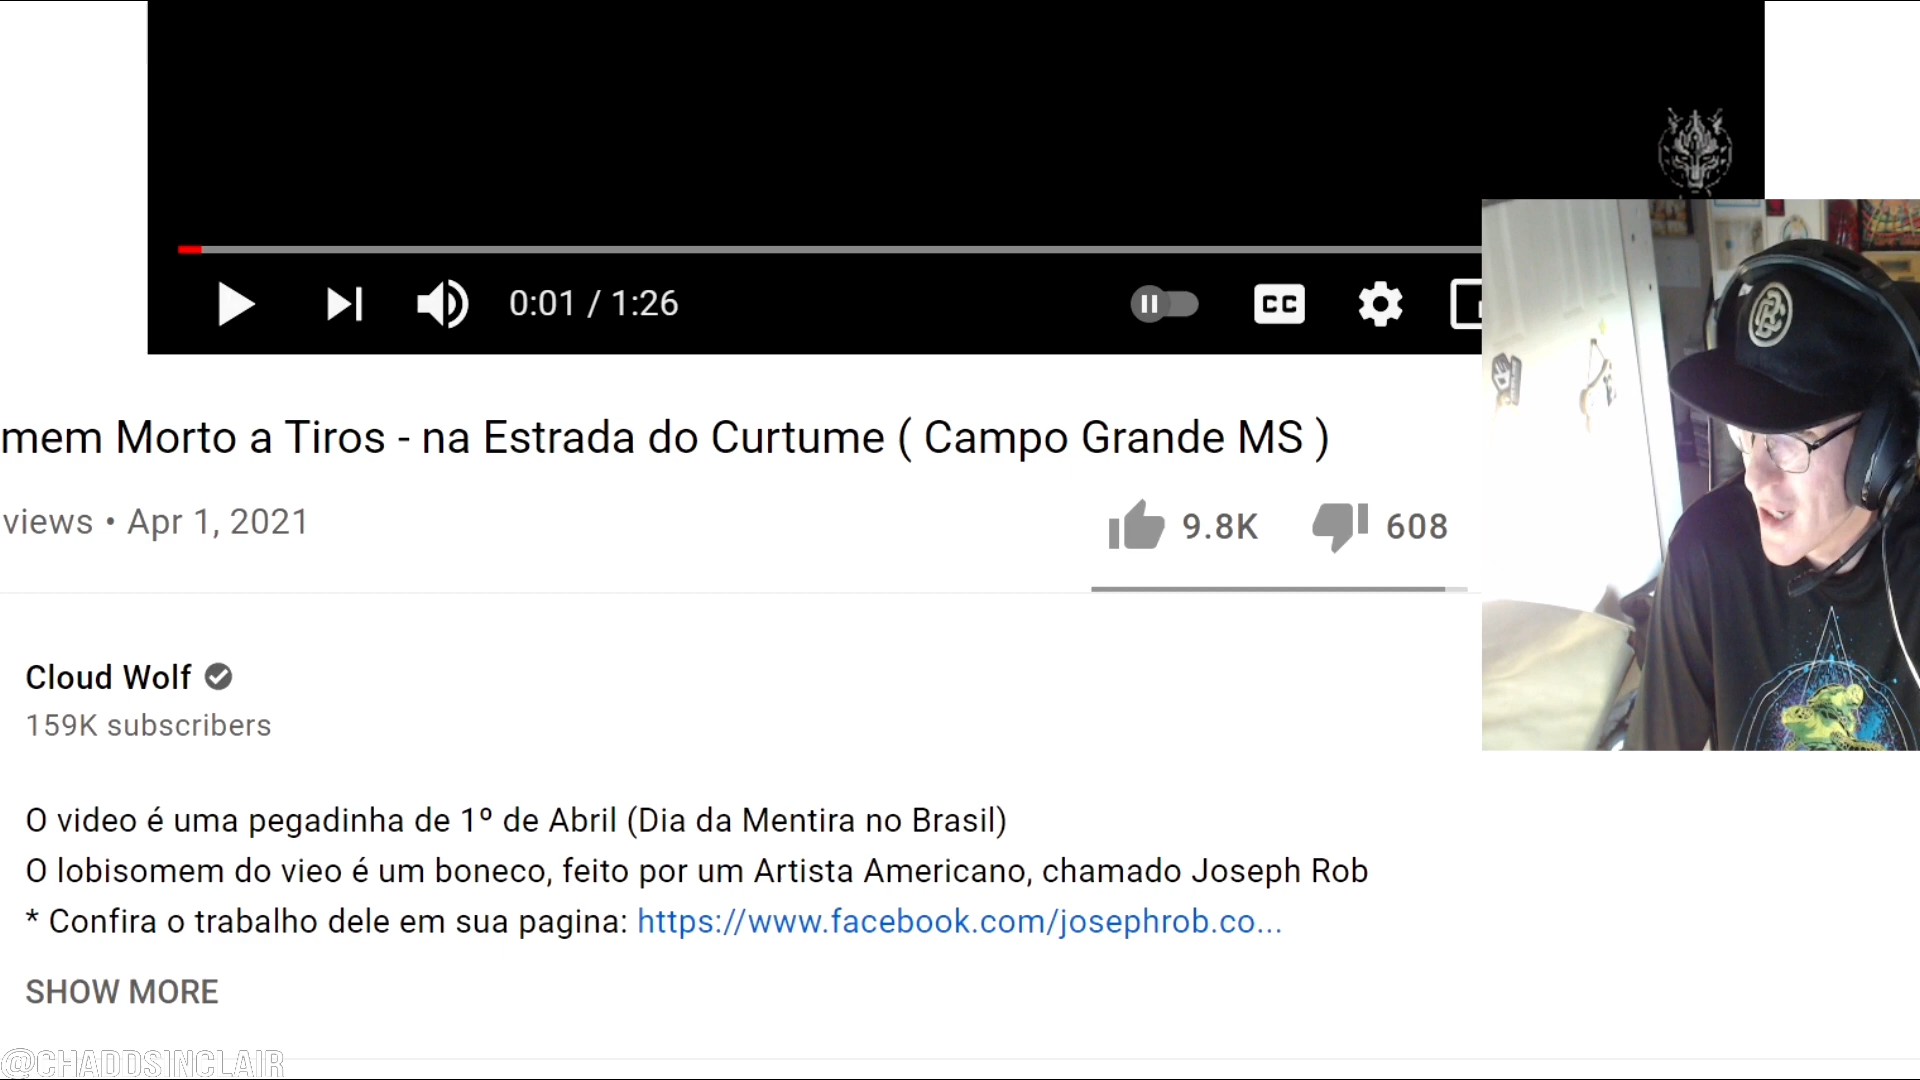 0:01 / 1:26
CC
mem Morto a Tiros - na Estrada do Curtume ( Campo Grande MS )
views • Apr 1, 2021
9.8K 608
Cloud Wolf
159K subscribers
O video é uma pegadinha de 1º de Abril (Dia da Mentira no Brasil)
O lobisomem do vieo é um boneco, feito por um Artista Americano, chamado Joseph Rob
* Confira o trabalho dele em sua pagina: https://www.facebook.com/josephrob.co...
SHOW MORE
@CHADDSINCLAIR